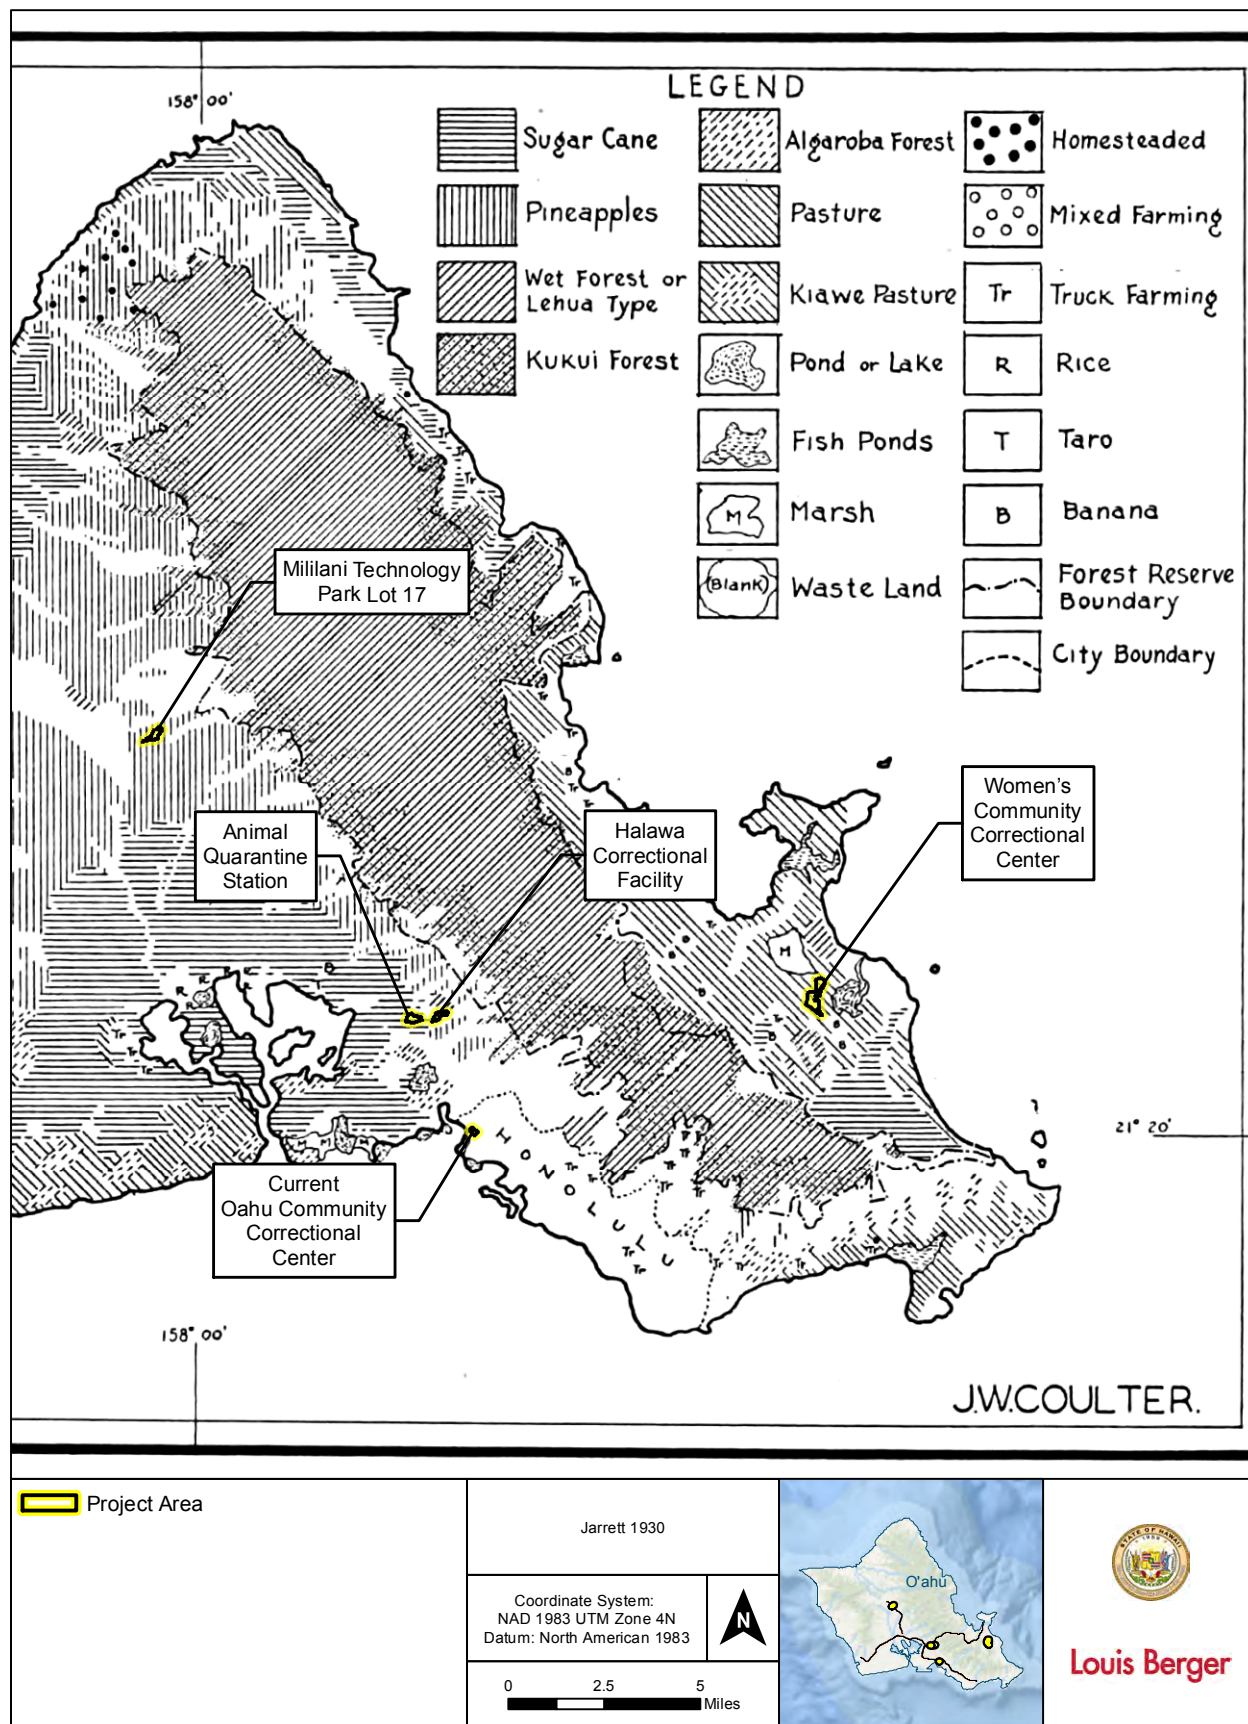 LEGEND
158° 00'
Sugar Cane
Pineapples
Wet Forest or
Lehua Type
Kukui Forest
Algaroba Forest
Pasture
Kiawe Pasture
Pond or Lake
Fish Ponds
M
Marsh
(Blank)
Waste Land
Homesteaded
Mixed Farming
Tr
Truck Farming
R
Rice
T
Taro
B
Banana
Forest Reserve
Boundary
City Boundary
Mililani Technology
Park Lot 17
Animal
Quarantine
Station
Halawa
Correctional
Facility
Women's
Community
Correctional
Center
Current
Oahu Community
Correctional
Center
HONOLULU
21° 20'
158° 00'
J.W.COULTER.
Project Area
Jarrett 1930
Coordinate System:
NAD 1983 UTM Zone 4N
Datum: North American 1983
N
0 2.5 5
Miles
O'ahu
STATE OF HAWAII
1959
Louis Berger